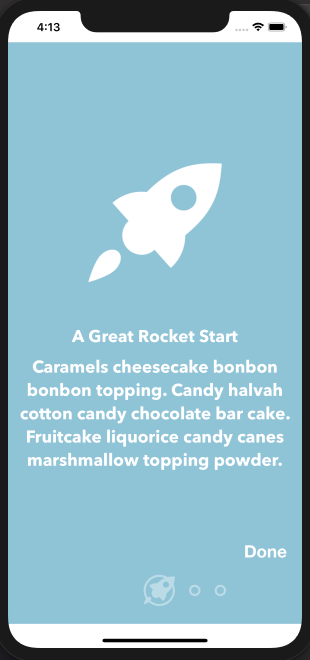 4:13
A Great Rocket Start
Caramels cheesecake bonbon
bonbon topping. Candy halvah
cotton candy chocolate bar cake.
Fruitcake liquorice candy canes
marshmallow topping powder.
Done